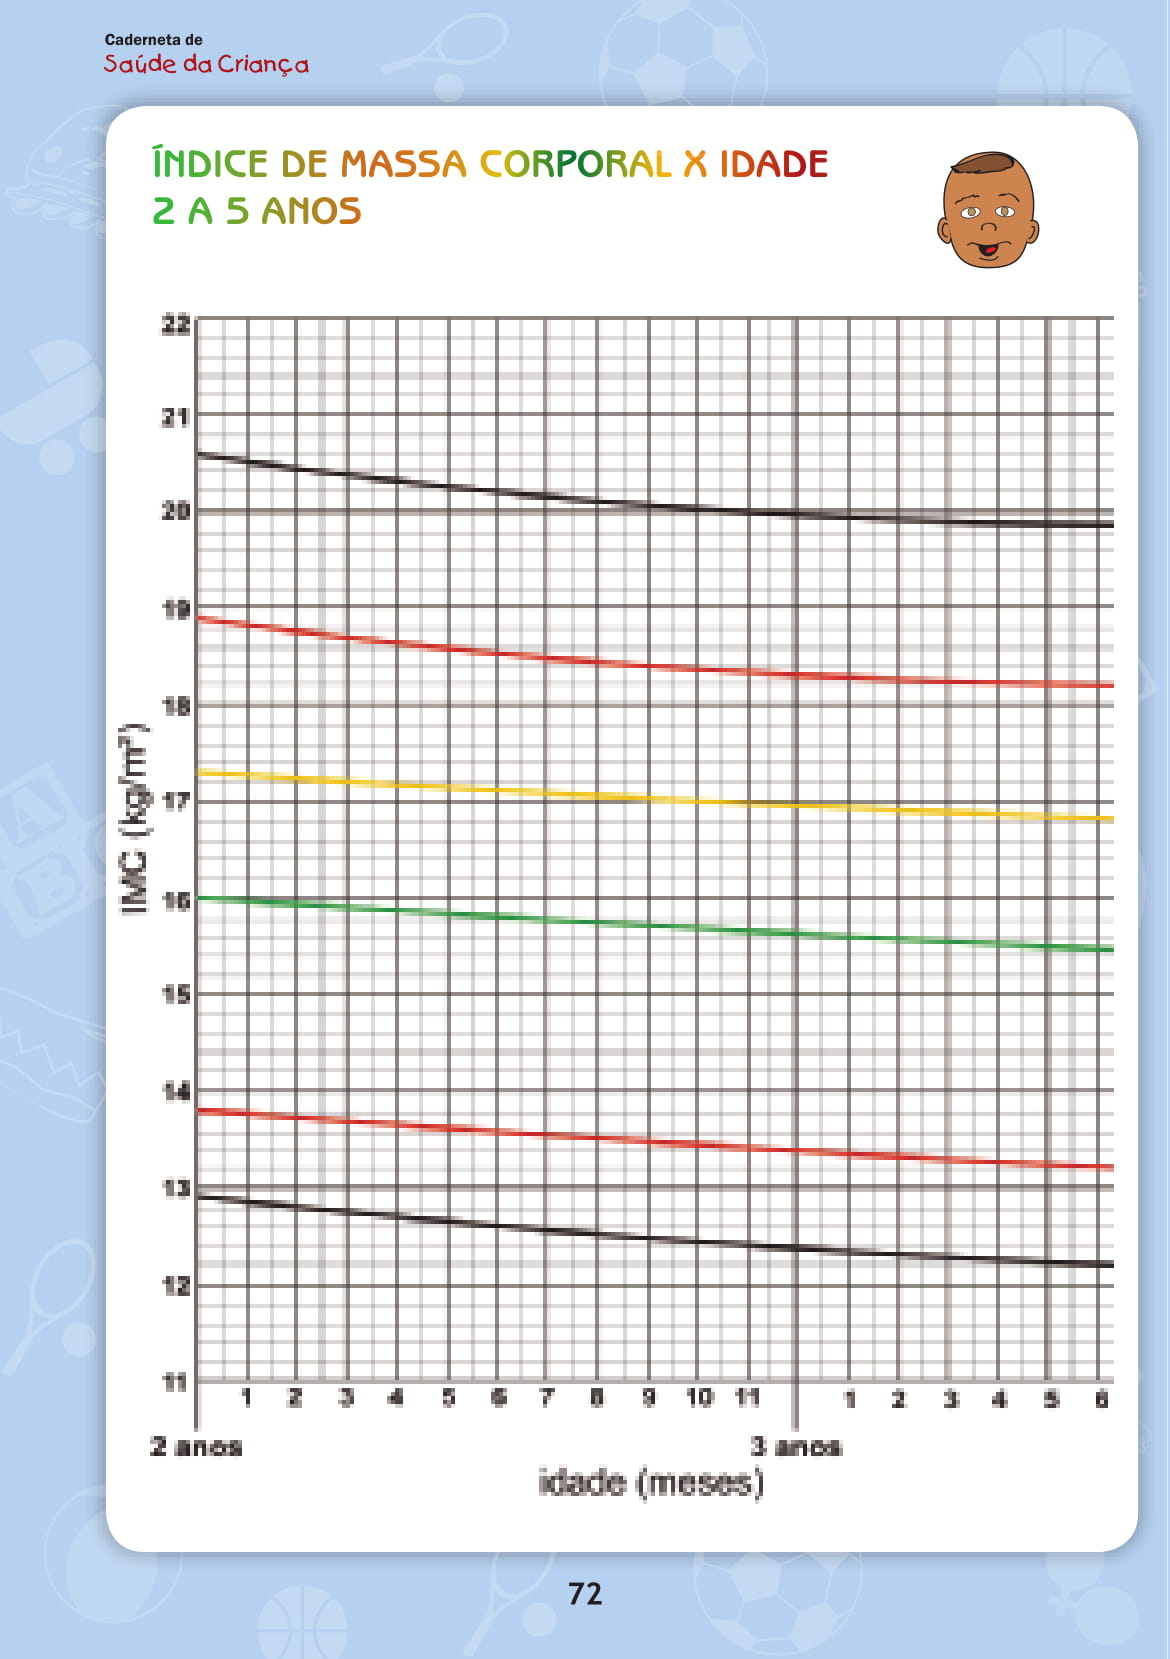 Caderneta de
Saúde da Criança
ÍNDICE DE MASSA CORPORAL X IDADE
2 A 5 ANOS
22
21
20
19
18
17
16
15
14
13
12
11
IMC (kg/m²)
1 2 3 4 5 6 7 8 9 10 11 1 2 3 4 5 6
2 anos 3 anos
idade (meses)
72